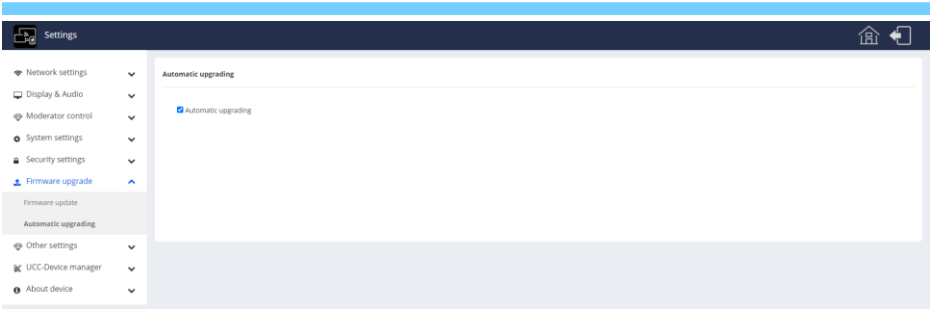 Settings
Network settings
Display & Audio
Moderator control
System settings
Security settings
Firmware upgrade
Firmware update
Automatic upgrading
Other settings
UCC-Device manager
About device
Automatic upgrading
Automatic upgrading